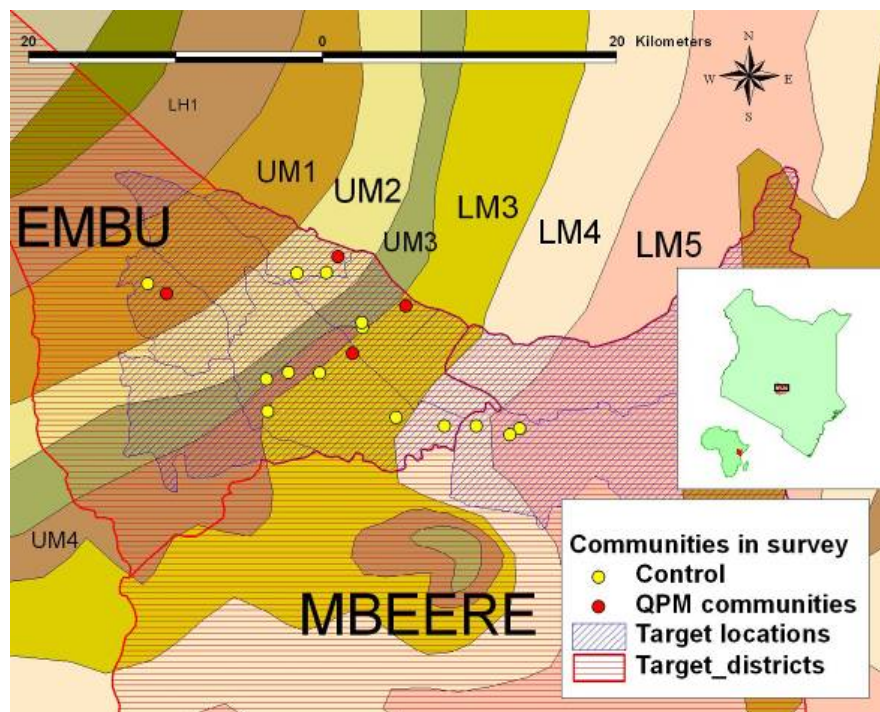 20 0 20 Kilometers
N
W E
S
LH1
UM1
UM2
EMBU
LM3
UM3
LM4
LM5
UM4
MBEERE
Communities in survey
Control
QPM communities
Target locations
Target_districts